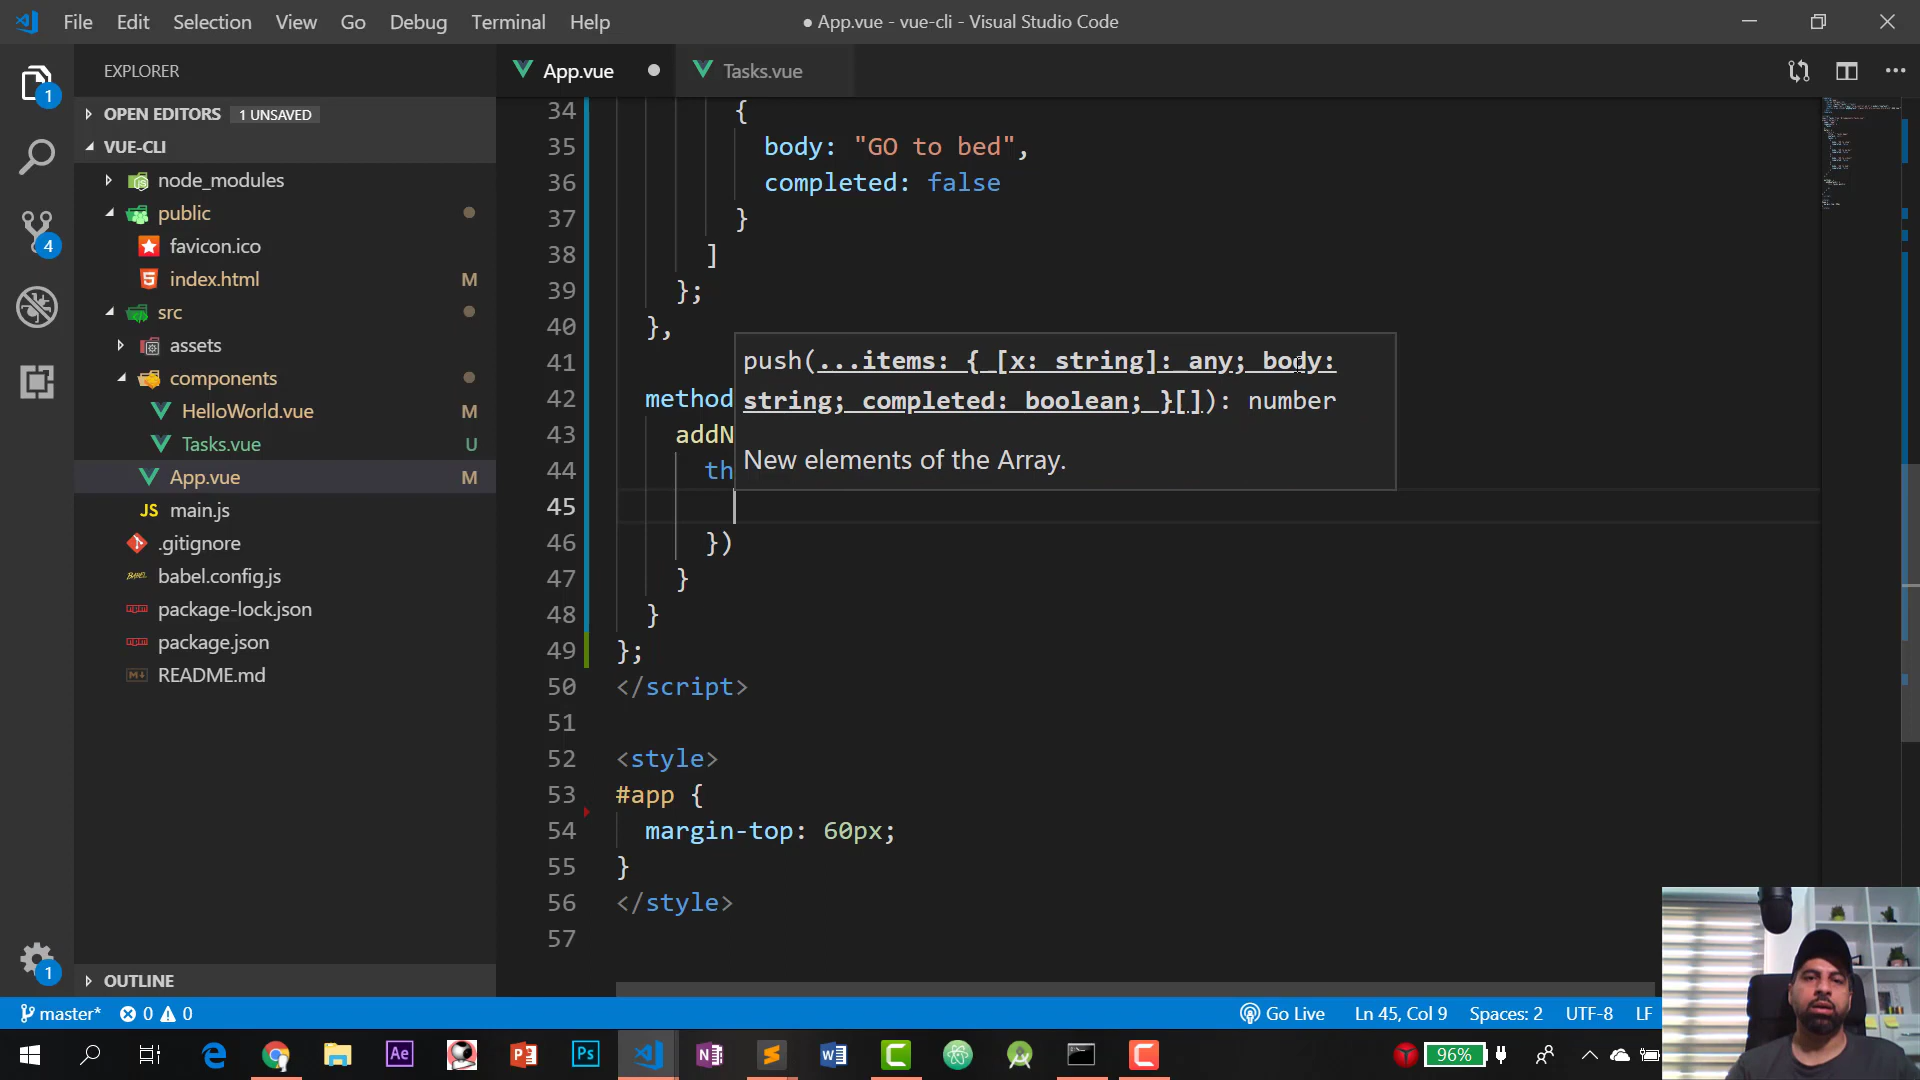 File Edit Selection View Go Debug Terminal Help
● App.vue - vue-cli - Visual Studio Code
EXPLORER
App.vue
Tasks.vue
OPEN EDITORS 1 UNSAVED
VUE-CLI
node_modules
public
favicon.ico
index.html M
src
assets
components
HelloWorld.vue M
Tasks.vue U
App.vue M
JS main.js
.gitignore
babel.config.js
package-lock.json
package.json
README.md
OUTLINE
1
4
1
34 {
35 body: "GO to bed",
36 completed: false
37 }
38 ]
39 };
40 },
41
42 method
43 addN
44 th
45
46 })
47 }
48 }
49 };
50 </script>
51
52 <style>
53 #app {
54 margin-top: 60px;
55 }
56 </style>
57
push(...items: { [x: string]: any; body:
string; completed: boolean; }[]): number
New elements of the Array.
master* 0 0
Go Live Ln 45, Col 9 Spaces: 2 UTF-8 LF
Ae
Ps
96%